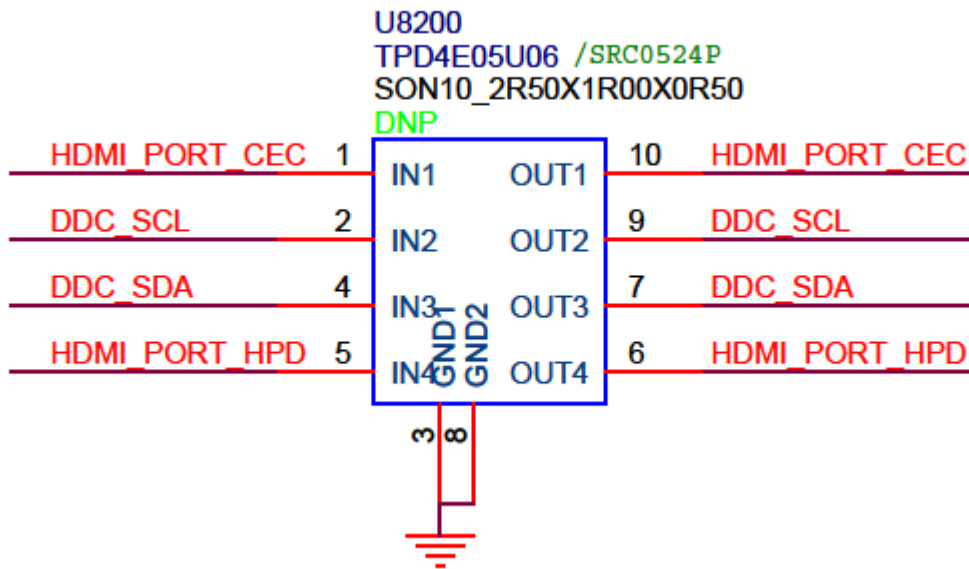 U8200
TPD4E05U06 /SRC0524P
SON10_2R50X1R00X0R50
DNP
HDMI_PORT_CEC 1 IN1 OUT1 10 HDMI_PORT_CEC
DDC_SCL 2 IN2 OUT2 9 DDC_SCL
DDC_SDA 4 IN3 OUT3 7 DDC_SDA
HDMI_PORT_HPD 5 IN4 OUT4 6 HDMI_PORT_HPD
GND1
GND2
3
8